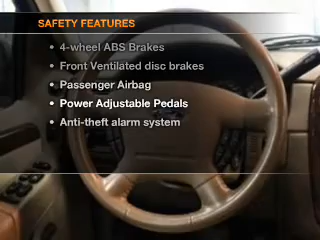 SAFETY FEATURES
• 4-wheel ABS Brakes
• Front Ventilated disc brakes
• Passenger Airbag
• Power Adjustable Pedals
• Anti-theft alarm system